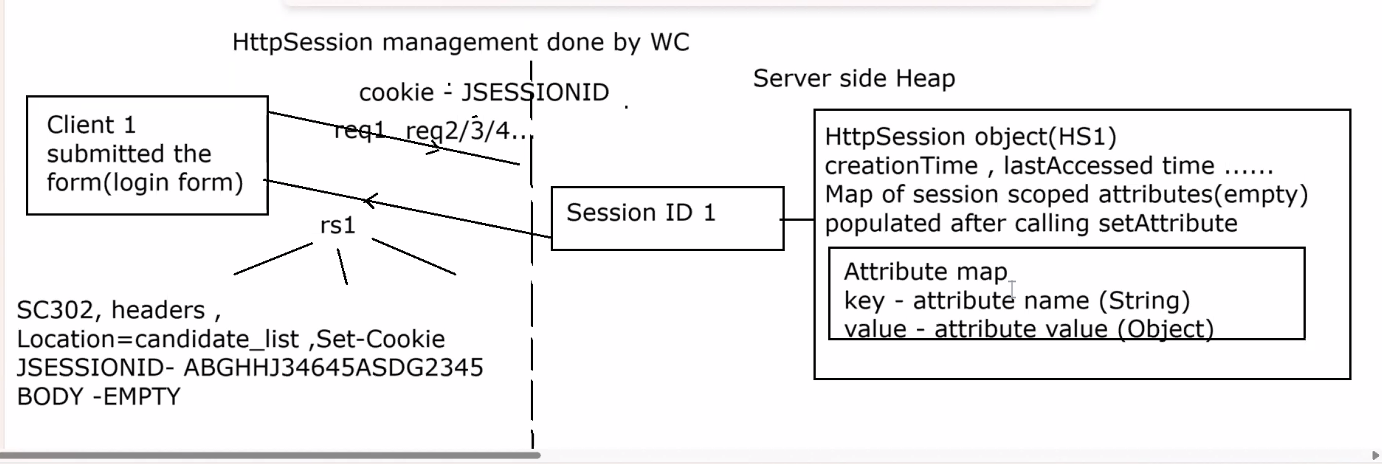 HttpSession management done by WC
cookie - JSESSIONID
Server side Heap
Client 1
submitted the
form(login form)
req1 req2/3/4...
HttpSession object(HS1)
creationTime , lastAccessed time ......
Map of session scoped attributes(empty)
populated after calling setAttribute
Session ID 1
rs1
Attribute map
key - attribute name (String)
value - attribute value (Object)
SC302, headers ,
Location=candidate_list ,Set-Cookie
JSESSIONID- ABGHHJ34645ASDG2345
BODY -EMPTY